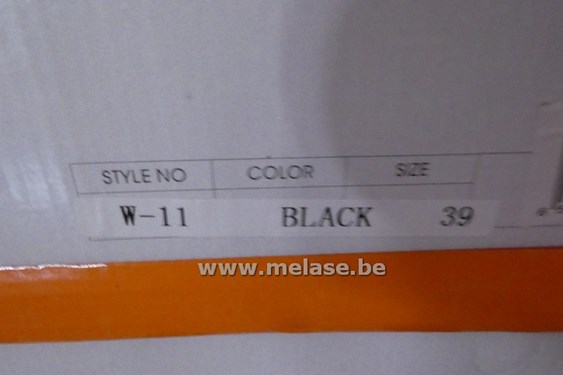 STYLE NO COLOR SIZE
W-11 BLACK 39
www.melase.be